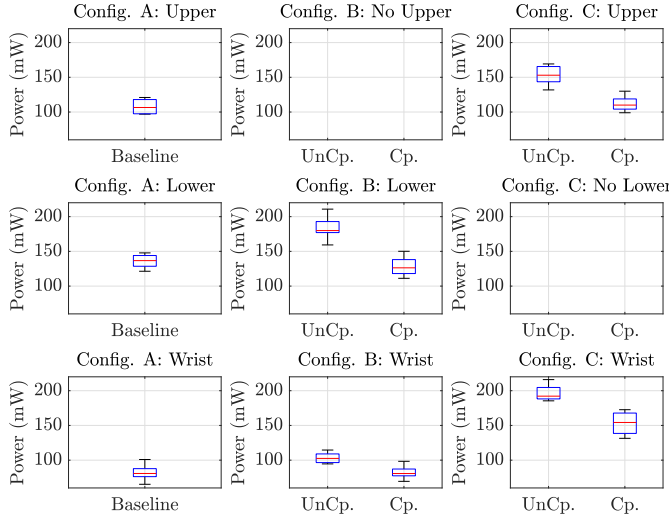 Config. A: Upper
Config. B: No Upper
Config. C: Upper
Power (mW)
200
150
100
Baseline
Power (mW)
200
150
100
UnCp.
Cp.
Power (mW)
200
150
100
UnCp.
Cp.
Config. A: Lower
Config. B: Lower
Config. C: No Lower
Power (mW)
200
150
100
Baseline
Power (mW)
200
150
100
UnCp.
Cp.
Power (mW)
200
150
100
UnCp.
Cp.
Config. A: Wrist
Config. B: Wrist
Config. C: Wrist
Power (mW)
200
150
100
Baseline
Power (mW)
200
150
100
UnCp.
Cp.
Power (mW)
200
150
100
UnCp.
Cp.